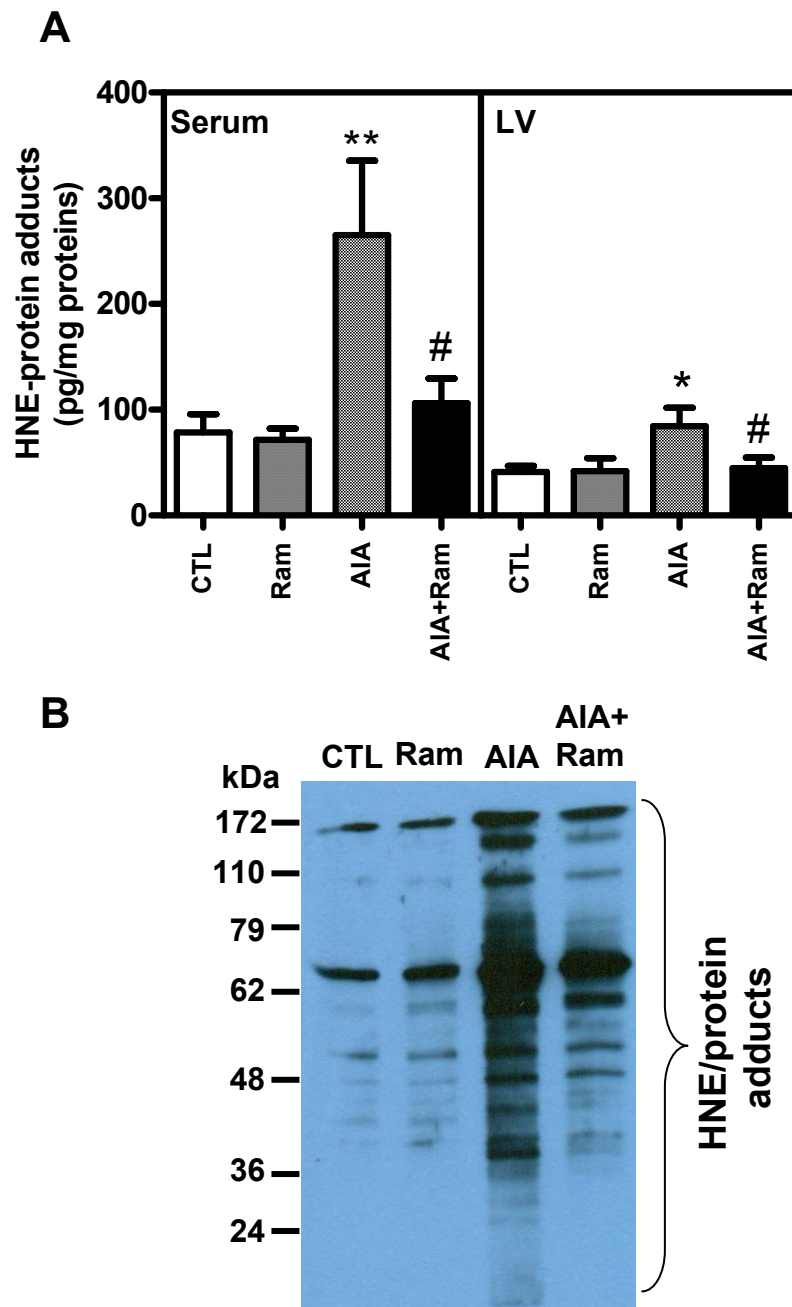 A
HNE-protein adducts
(pg/mg proteins)
400
300
200
100
0
Serum
**
#
LV
*
#
CTL
Ram
AIA
AIA+Ram
CTL
Ram
AIA
AIA+Ram
B
kDa
CTL Ram AIA AIA+
Ram
172
110
79
62
48
36
24
HNE/protein
adducts